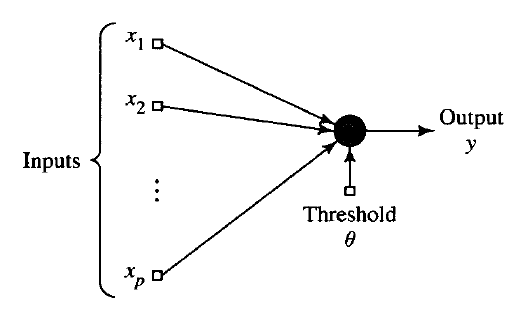 x₁
x₂
Inputs
⋮
xₚ
Output
y
Threshold
θ